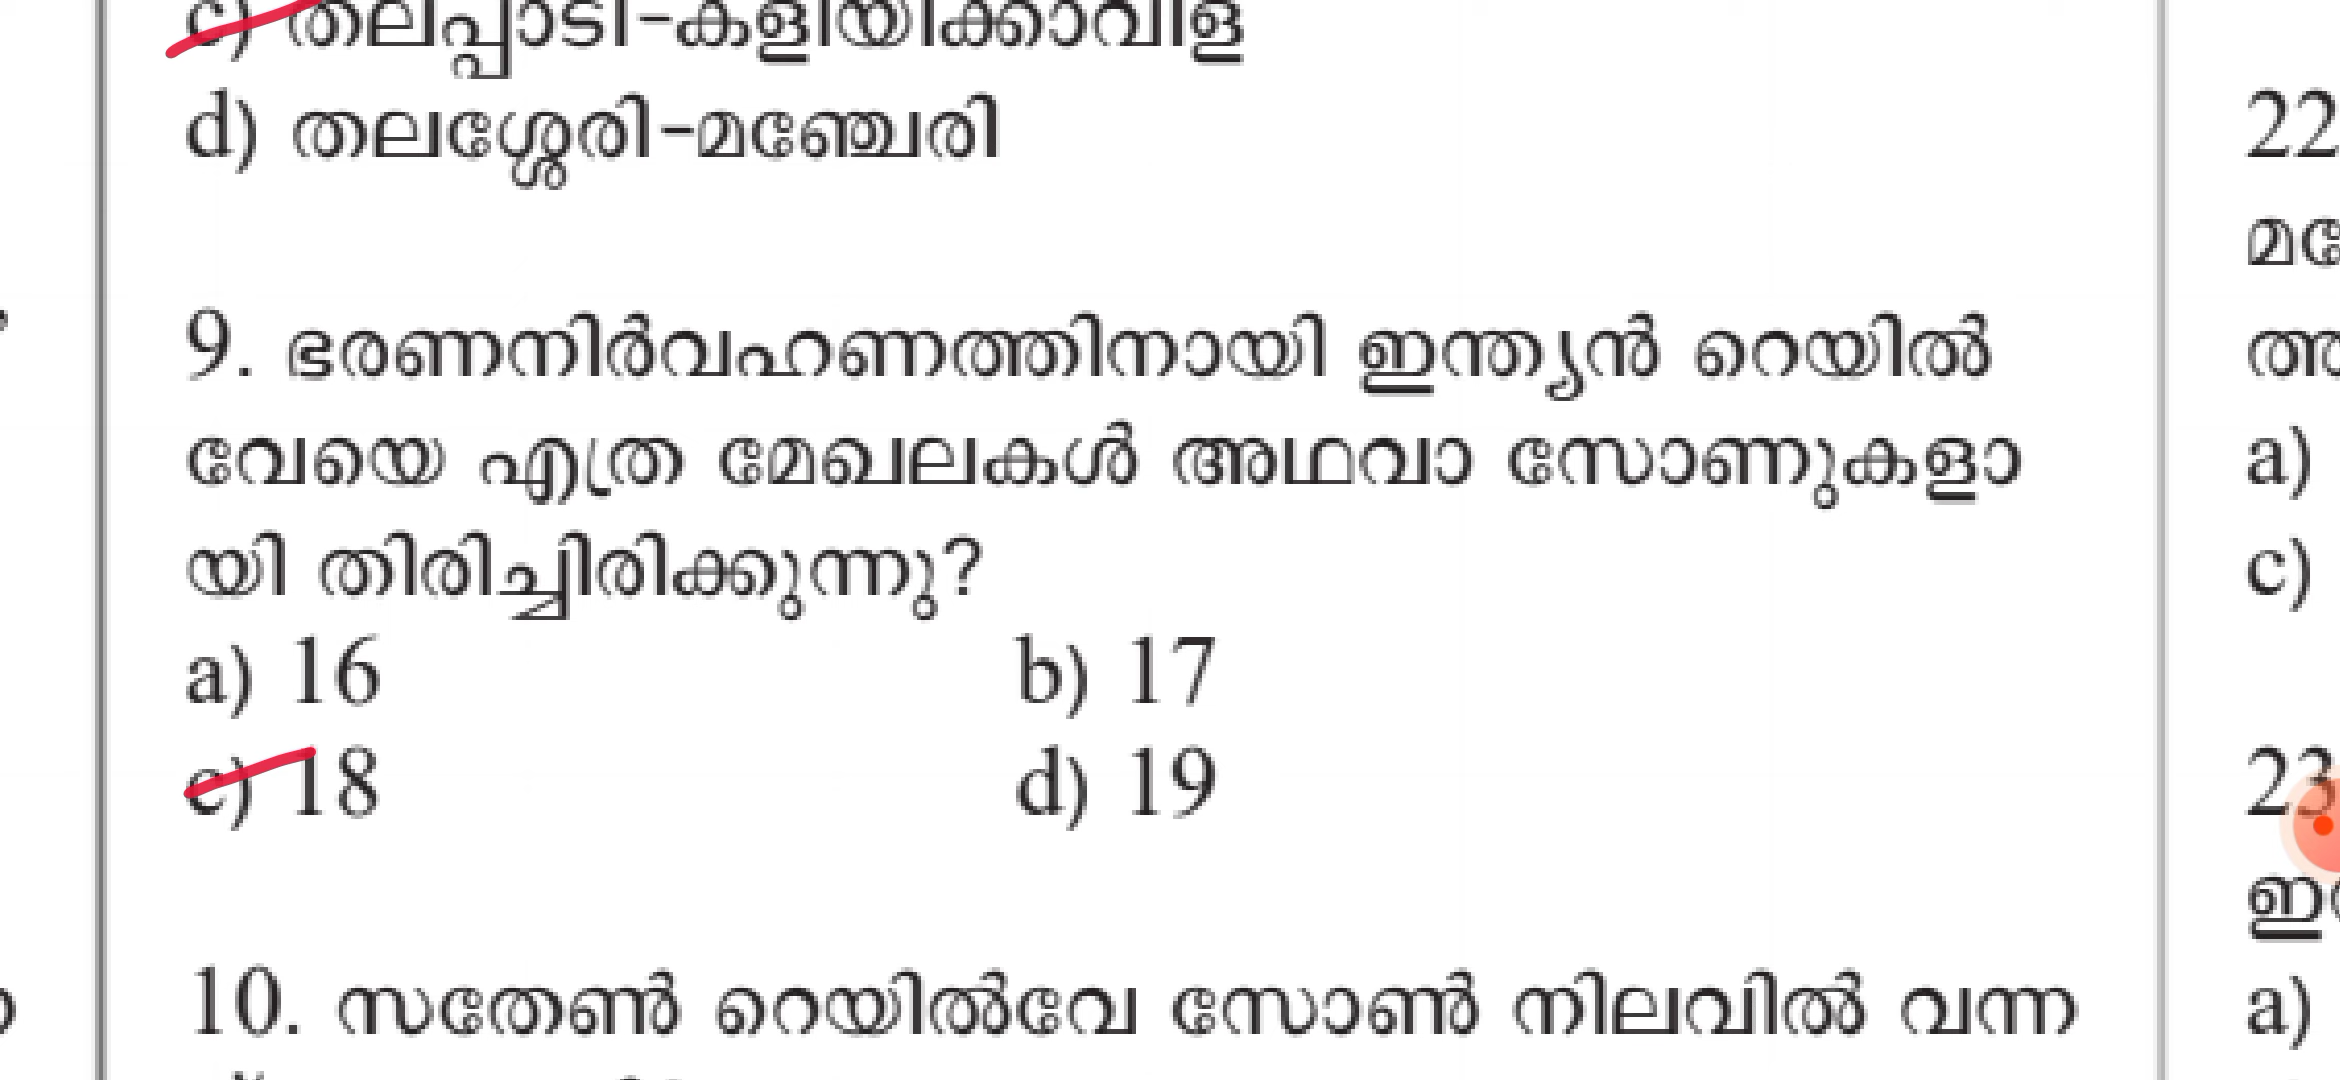 c) തലപ്പാടി-കളിയിക്കാവിള
d) തലശ്ശേരി-മഞ്ചേരി
9. ഭരണനിർവഹണത്തിനായി ഇന്ത്യൻ റെയിൽ
വേയെ എത്ര മേഖലകൾ അഥവാ സോണുകളാ
യി തിരിച്ചിരിക്കുന്നു?
a) 16 b) 17
c) 18 d) 19
10. സതേൺ റെയിൽവേ സോൺ നിലവിൽ വന്ന
22
a)
c)
23
a)